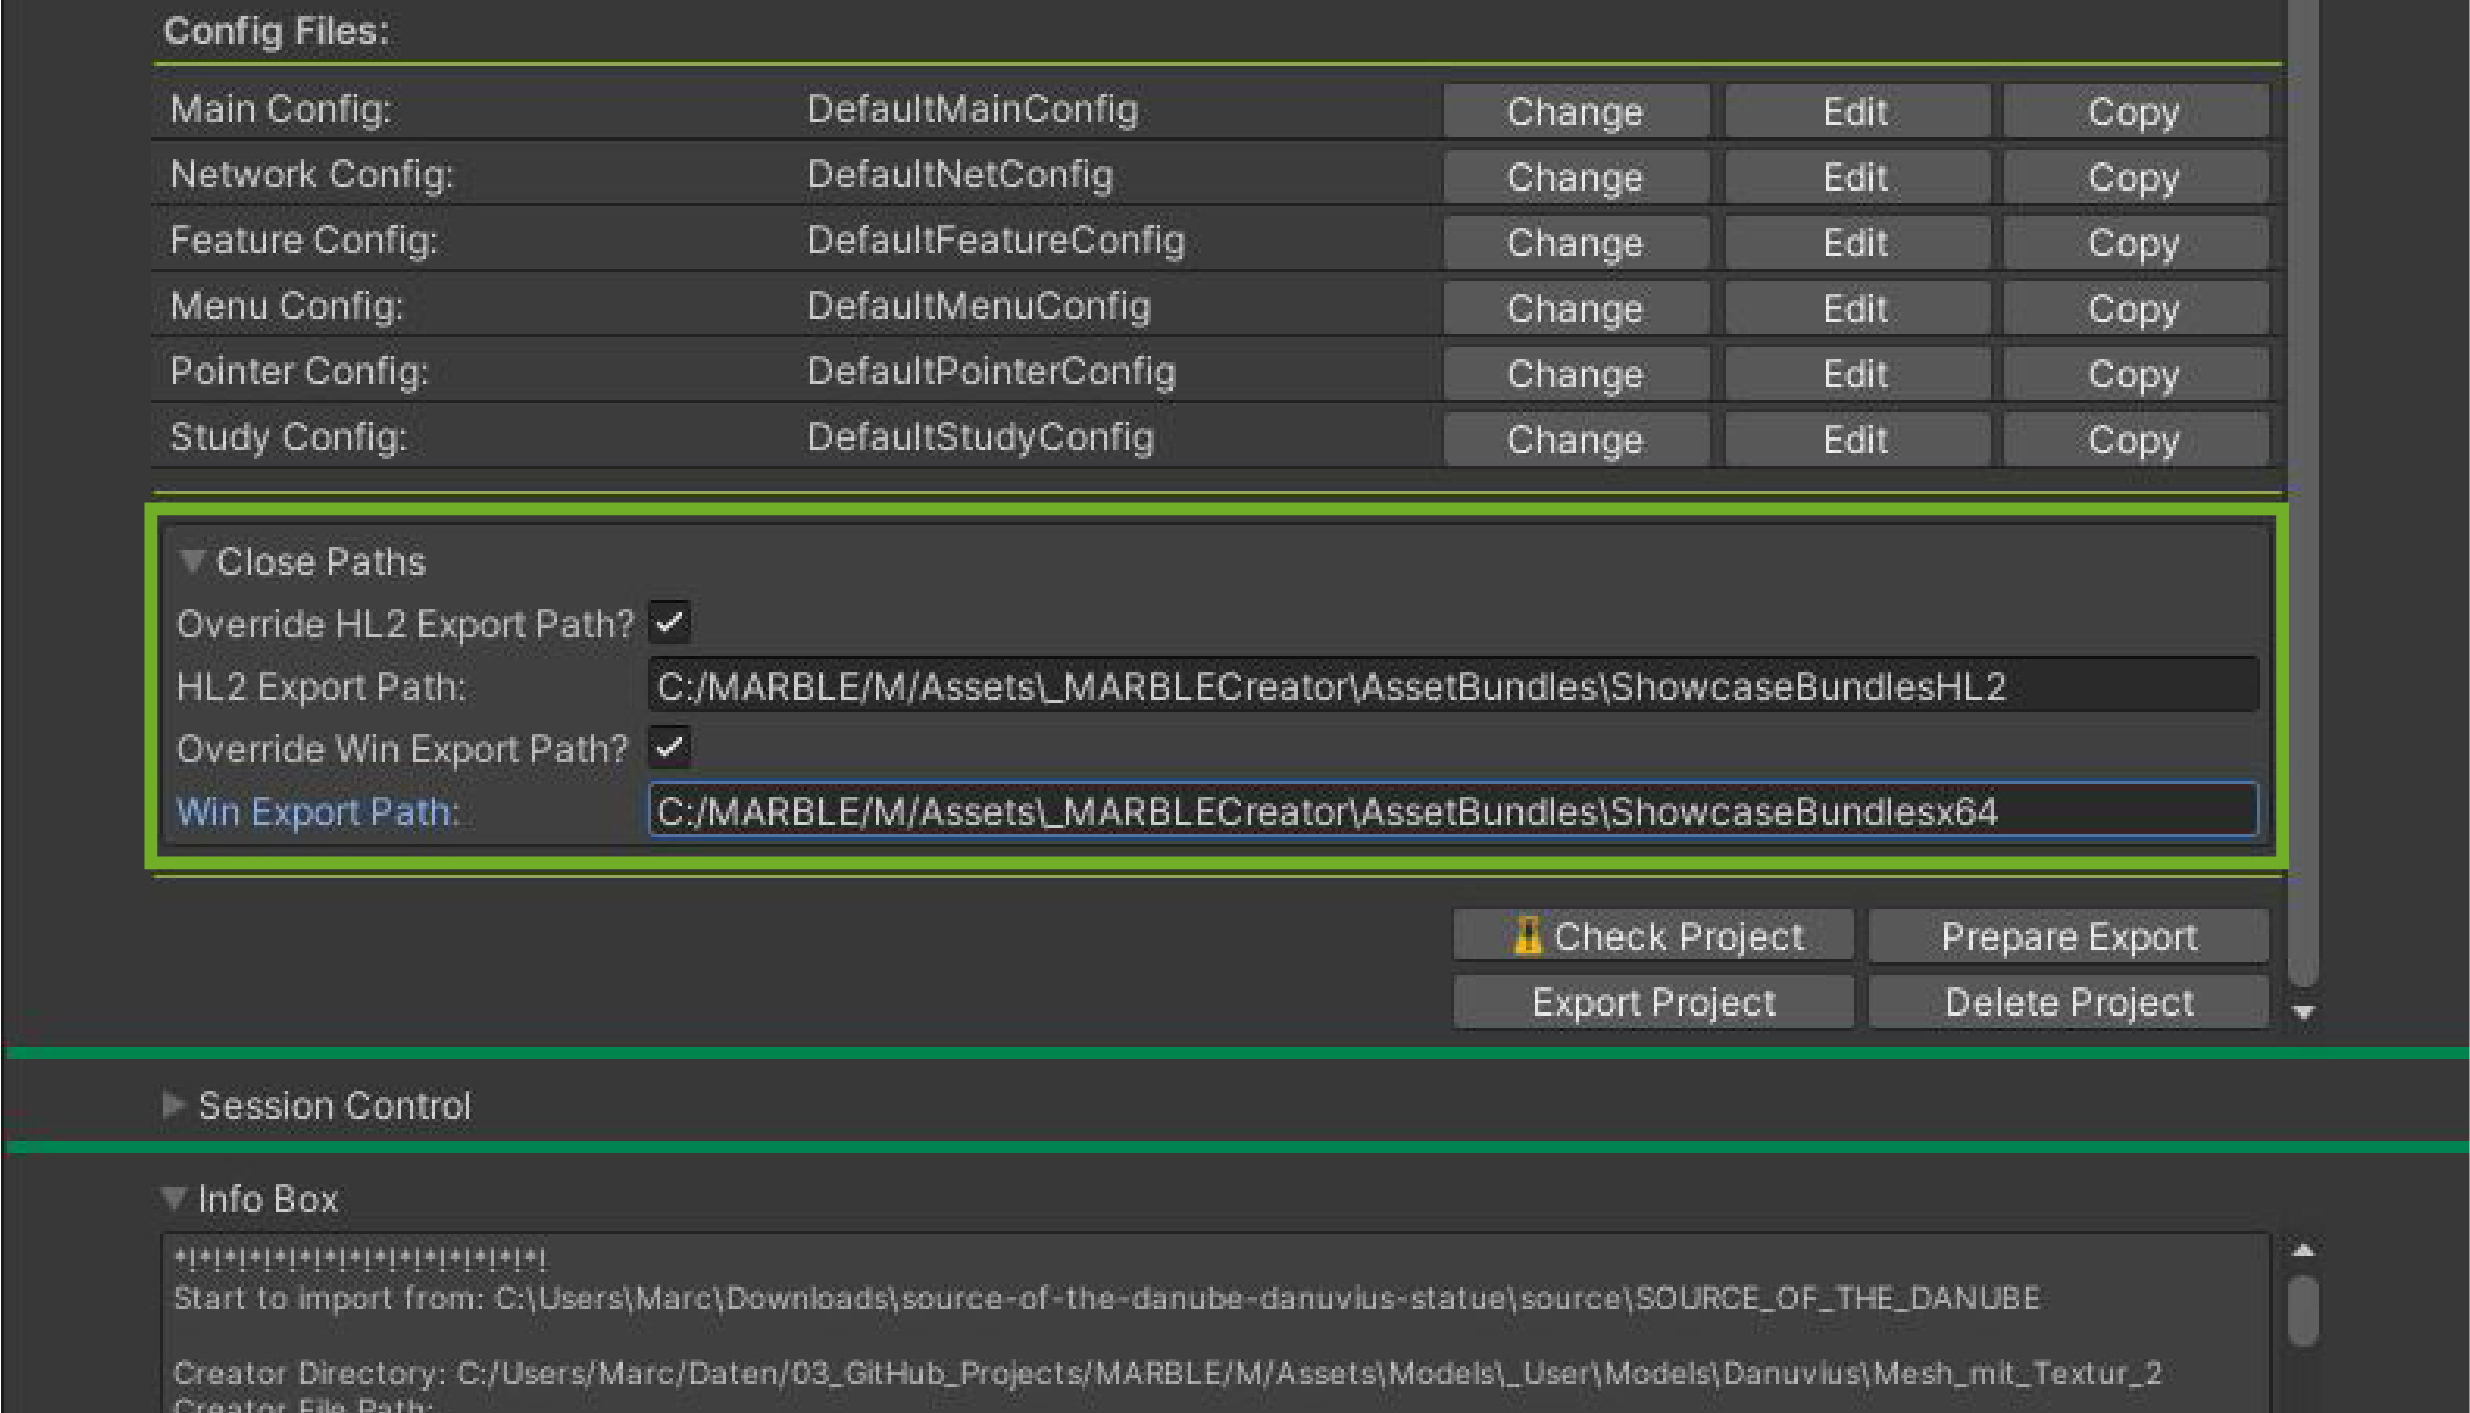 Config Files:
Main Config: DefaultMainConfig Change Edit Copy
Network Config: DefaultNetConfig Change Edit Copy
Feature Config: DefaultFeatureConfig Change Edit Copy
Menu Config: DefaultMenuConfig Change Edit Copy
Pointer Config: DefaultPointerConfig Change Edit Copy
Study Config: DefaultStudyConfig Change Edit Copy
Close Paths
Override HL2 Export Path?
HL2 Export Path: C:/MARBLE/M/Assets\_MARBLECreator\AssetBundles\ShowcaseBundlesHL2
Override Win Export Path?
Win Export Path: C:/MARBLE/M/Assets\_MARBLECreator\AssetBundles\ShowcaseBundlesx64
Check Project Prepare Export
Export Project Delete Project
Session Control
Info Box
*!*!*!*!*!*!*!*!*!*!*!*!*!*!*!
Start to import from: C:\Users\Marc\Downloads\source-of-the-danube-danuvius-statue\source\SOURCE_OF_THE_DANUBE
Creator Directory: C:/Users/Marc/Daten/03_GitHub_Projects/MARBLE/M/Assets\Models\_User\Models\Danuvius\Mesh_mit_Textur_2
Creator File Path: